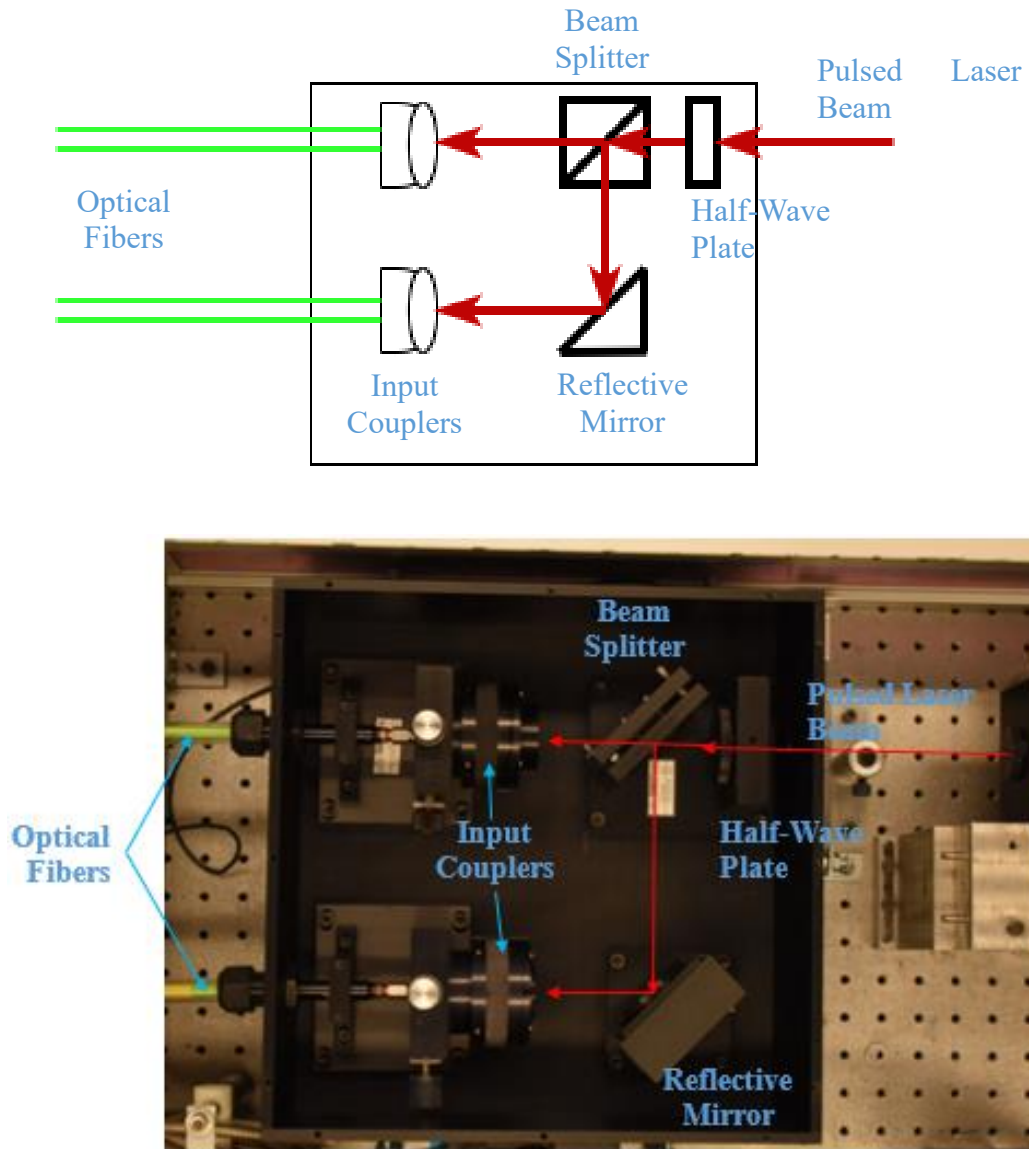 Beam
Splitter
Pulsed Laser
Beam
Optical
Fibers
Half-Wave
Plate
Input
Couplers
Reflective
Mirror
Beam
Splitter
Pulsed Laser
Beam
Optical
Fibers
Input
Couplers
Half-Wave
Plate
Reflective
Mirror